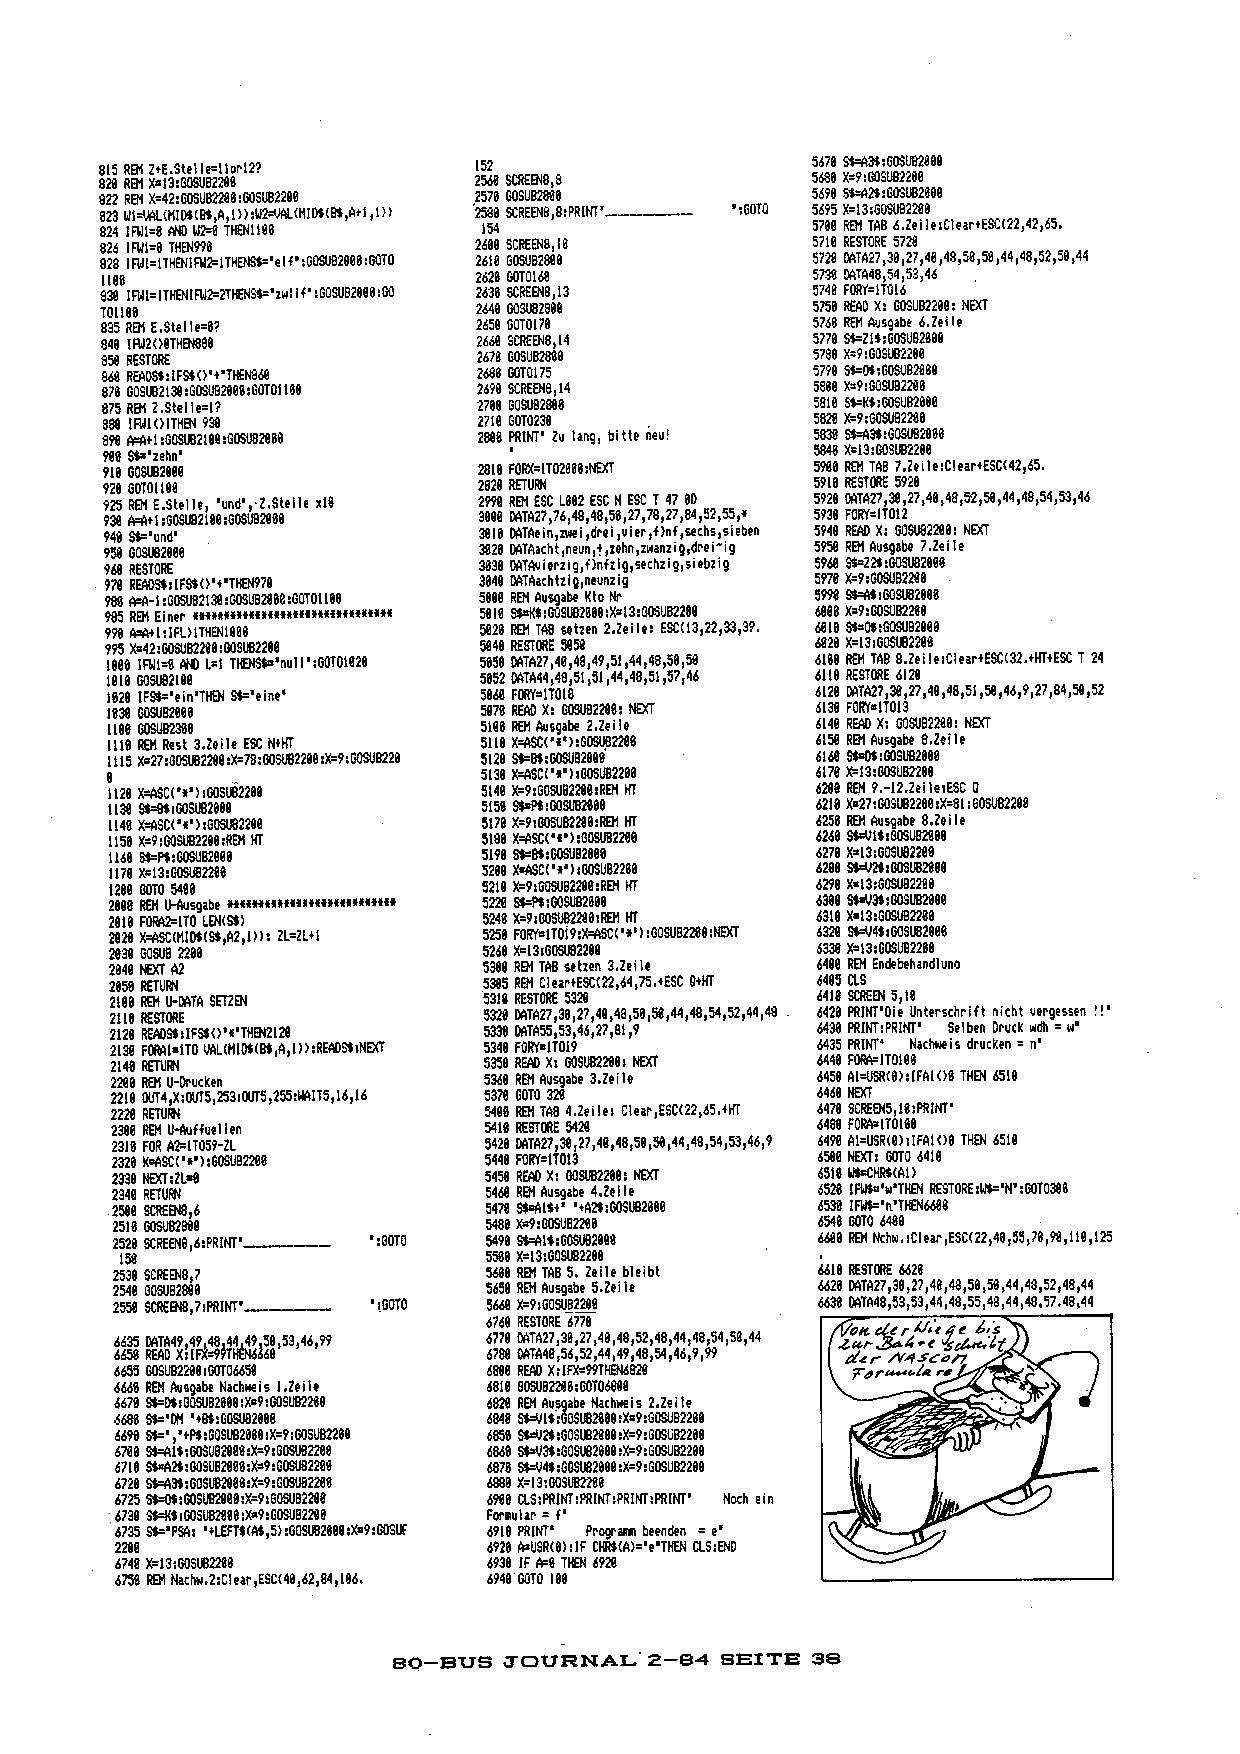 815 REM Z+E.Stelle=11or12?
820 REM X=13:GOSUB2200
822 REM X=42:GOSUB2200:GOSUB2200
823 W1=VAL(MID$(B$,A,1)):W2=VAL(MID$(B$,A+1,1))
824 IFW1=0 AND W2=0 THEN1100
826 IFW1=0 THEN990
828 IFW1=1THENIFW2=1THENS$="elf":GOSUB2000:GOTO
1100
830 IFW1=1THENIFW2=2THENS$="zw|lf":GOSUB2000:GO
TO1100
835 REM E.Stelle=0?
840 IFW2<>0THEN880
850 RESTORE
860 READS$:IFS$<>"+"THEN860
870 GOSUB2130:GOSUB2000:GOTO1100
875 REM Z.Stelle=1?
880 IFW1<>1THEN 930
890 A=A+1:GOSUB2100:GOSUB2000
900 S$="zehn"
910 GOSUB2000
920 GOTO1100
925 REM E.Stelle, "und", Z.Stelle x10
930 A=A+1:GOSUB2100:GOSUB2000
940 S$="und"
950 GOSUB2000
960 RESTORE
970 READS$:IFS$<>"+"THEN970
980 A=A-1:GOSUB2130:GOSUB2000:GOTO1100
985 REM Einer **************************
990 A=A+1:IFL>1THEN1000
995 X=42:GOSUB2200:GOSUB2200
1000 IFW1=0 AND L=1 THENS$="null":GOTO1020
1010 GOSUB2100
1020 IFS$="ein"THEN S$="eine"
1030 GOSUB2000
1100 GOSUB2300
1110 REM Rest 3.Zeile ESC N+HT
1115 X=27:GOSUB2200:X=78:GOSUB2200:X=9:GOSUB220
0
1120 X=ASC("*"):GOSUB2200
1130 S$=B$:GOSUB2000
1140 X=ASC("*"):GOSUB2200
1150 X=9:GOSUB2200:REM HT
1160 S$=P$:GOSUB2000
1170 X=13:GOSUB2200
1200 GOTO 5400
2000 REM U-Ausgabe *************************
2010 FORA2=1TO LEN(S$)
2020 X=ASC(MID$(S$,A2,1)): ZL=ZL+1
2030 GOSUB 2200
2040 NEXT A2
2050 RETURN
2100 REM U-DATA SETZEN
2110 RESTORE
2120 READS$:IFS$<>"*"THEN2120
2130 FORA1=1TO VAL(MID$(B$,A,1)):READS$:NEXT
2140 RETURN
2200 REM U-Drucken
2210 OUT4,X:OUT5,253:OUT5,255:WAIT5,16,16
2220 RETURN
2300 REM U-Auffuellen
2310 FOR A2=1TO59-ZL
2320 X=ASC("*"):GOSUB2200
2330 NEXT:ZL=0
2340 RETURN
2500 SCREEN8,6
2510 GOSUB2800
2520 SCREEN8,6:PRINT"____________ ":GOTO
150
2530 SCREEN8,7
2540 GOSUB2800
2550 SCREEN8,7:PRINT"____________ ":GOTO
152
2560 SCREEN8,8
2570 GOSUB2800
2580 SCREEN8,8:PRINT"____________ ":GOTO
154
2600 SCREEN8,10
2610 GOSUB2800
2620 GOTO160
2630 SCREEN8,13
2640 GOSUB2800
2650 GOTO170
2660 SCREEN8,14
2670 GOSUB2800
2680 GOTO175
2690 SCREEN8,14
2700 GOSUB2800
2710 GOTO230
2800 PRINT" Zu lang, bitte neu!
"
2810 FORX=1TO2000:NEXT
2820 RETURN
2990 REM ESC L002 ESC N ESC T 47 0D
3000 DATA27,76,48,48,50,27,78,27,84,52,55,*
3010 DATAein,zwei,drei,vier,f}nf,sechs,sieben
3020 DATAacht,neun,+,zehn,zwanzig,drei~ig
3030 DATAvierzig,f}nfzig,sechzig,siebzig
3040 DATAachtzig,neunzig
5000 REM Ausgabe Kto Nr
5010 S$=K$:GOSUB2000:X=13:GOSUB2200
5020 REM TAB setzen 2.Zeile: ESC(13,22,33,39.
5040 RESTORE 5050
5050 DATA27,40,48,49,51,44,48,50,50
5052 DATA44,48,51,51,44,48,51,57,46
5060 FORY=1TO18
5070 READ X: GOSUB2200: NEXT
5100 REM Ausgabe 2.Zeile
5110 X=ASC("*"):GOSUB2200
5120 S$=B$:GOSUB2000
5130 X=ASC("*"):GOSUB2200
5140 X=9:GOSUB2200:REM HT
5150 S$=P$:GOSUB2000
5170 X=9:GOSUB2200:REM HT
5180 X=ASC("*"):GOSUB2200
5190 S$=B$:GOSUB2000
5200 X=ASC("*"):GOSUB2200
5210 X=9:GOSUB2200:REM HT
5220 S$=P$:GOSUB2000
5240 X=9:GOSUB2200:REM HT
5250 FORY=1TO19:X=ASC("*"):GOSUB2200:NEXT
5260 X=13:GOSUB2200
5300 REM TAB setzen 3.Zeile
5305 REM Clear+ESC(22,64,75.+ESC Q+HT
5310 RESTORE 5320
5320 DATA27,30,27,40,48,50,50,44,48,54,52,44,48
5330 DATA55,53,46,27,81,9
5340 FORY=1TO19
5350 READ X: GOSUB2200: NEXT
5360 REM Ausgabe 3.Zeile
5370 GOTO 320
5400 REM TAB 4.Zeile: Clear,ESC(22,65.+HT
5410 RESTORE 5420
5420 DATA27,30,27,40,48,50,50,44,48,54,53,46,9
5440 FORY=1TO13
5450 READ X: GOSUB2200: NEXT
5460 REM Ausgabe 4.Zeile
5470 S$=A1$+" "+A2$:GOSUB2000
5480 X=9:GOSUB2200
5490 S$=A1$:GOSUB2000
5500 X=13:GOSUB2200
5600 REM TAB 5. Zeile bleibt
5650 REM Ausgabe 5.Zeile
5660 X=9:GOSUB2200
5670 S$=A3$:GOSUB2000
5680 X=9:GOSUB2200
5690 S$=A2$:GOSUB2000
5695 X=13:GOSUB2200
5700 REM TAB 6.Zeile:Clear+ESC(22,42,65.
5710 RESTORE 5720
5720 DATA27,30,27,40,48,50,50,44,48,52,50,44
5730 DATA48,54,53,46
5740 FORY=1TO16
5750 READ X: GOSUB2200: NEXT
5760 REM Ausgabe 6.Zeile
5770 S$=Z1$:GOSUB2000
5780 X=9:GOSUB2200
5790 S$=O$:GOSUB2000
5800 X=9:GOSUB2200
5810 S$=K$:GOSUB2000
5820 X=9:GOSUB2200
5830 S$=A3$:GOSUB2000
5840 X=13:GOSUB2200
5900 REM TAB 7.Zeile:Clear+ESC(42,65.
5910 RESTORE 5920
5920 DATA27,30,27,40,48,52,50,44,48,54,53,46
5930 FORY=1TO12
5940 READ X: GOSUB2200: NEXT
5950 REM Ausgabe 7.Zeile
5960 S$=Z2$:GOSUB2000
5970 X=9:GOSUB2200
5990 S$=A$:GOSUB2000
6000 X=9:GOSUB2200
6010 S$=O$:GOSUB2000
6020 X=13:GOSUB2200
6100 REM TAB 8.Zeile:Clear+ESC(32.+HT+ESC T 24
6110 RESTORE 6120
6120 DATA27,30,27,40,48,51,50,46,9,27,84,50,52
6130 FORY=1TO13
6140 READ X: GOSUB2200: NEXT
6150 REM Ausgabe 8.Zeile
6160 S$=O$:GOSUB2000
6170 X=13:GOSUB2200
6200 REM 9.-12.Zeile:ESC Q
6210 X=27:GOSUB2200:X=81:GOSUB2200
6250 REM Ausgabe 8.Zeile
6260 S$=V1$:GOSUB2000
6270 X=13:GOSUB2200
6280 S$=V2$:GOSUB2000
6290 X=13:GOSUB2200
6300 S$=V3$:GOSUB2000
6310 X=13:GOSUB2200
6320 S$=V4$:GOSUB2000
6330 X=13:GOSUB2200
6400 REM Endebehandluno
6405 CLS
6410 SCREEN 5,10
6420 PRINT"Die Unterschrift nicht vergessen !!"
6430 PRINT:PRINT" Selben Druck wdh = w"
6435 PRINT" Nachweis drucken = n"
6440 FORA=1TO100
6450 A1=USR(0):IFA1<>0 THEN 6510
6460 NEXT
6470 SCREEN5,10:PRINT"
6480 FORA=1TO100
6490 A1=USR(0):IFA1<>0 THEN 6510
6500 NEXT: GOTO 6410
6510 W$=CHR$(A1)
6520 IFW$="w"THEN RESTORE:W$="N":GOTO300
6530 IFW$="n"THEN6600
6540 GOTO 6400
6600 REM Nchw.:Clear,ESC(22,40,55,70,90,110,125
.
6610 RESTORE 6620
6620 DATA27,30,27,40,48,50,50,44,48,52,48,44
6630 DATA48,53,53,44,48,55,48,44,48,57,48,44
6635 DATA49,49,48,44,49,50,53,46,99
6650 READ X:IFX=99THEN6660
6655 GOSUB2200:GOTO6650
6660 REM Ausgabe Nachweis 1.Zeile
6670 S$=D$:GOSUB2000:X=9:GOSUB2200
6680 S$="DM "+B$:GOSUB2000
6690 S$=","+P$:GOSUB2000:X=9:GOSUB2200
6700 S$=A1$:GOSUB2000:X=9:GOSUB2200
6710 S$=A2$:GOSUB2000:X=9:GOSUB2200
6720 S$=A3$:GOSUB2000:X=9:GOSUB2200
6725 S$=O$:GOSUB2000:X=9:GOSUB2200
6730 S$=K$:GOSUB2000:X=9:GOSUB2200
6735 S$="PSA: "+LEFT$(A$,5):GOSUB2000:X=9:GOSUF
2200
6740 X=13:GOSUB2200
6750 REM Nachw.2:Clear,ESC(40,62,84,106.
6760 RESTORE 6770
6770 DATA27,30,27,40,48,52,48,44,48,54,50,44
6780 DATA48,56,52,44,49,48,54,46,9,99
6800 READ X:IFX=99THEN6820
6810 GOSUB2200:GOTO6800
6820 REM Ausgabe Nachweis 2.Zeile
6840 S$=V1$:GOSUB2000:X=9:GOSUB2200
6850 S$=V2$:GOSUB2000:X=9:GOSUB2200
6860 S$=V3$:GOSUB2000:X=9:GOSUB2200
6870 S$=V4$:GOSUB2000:X=9:GOSUB2200
6880 X=13:GOSUB2200
6900 CLS:PRINT:PRINT:PRINT:PRINT" Noch ein
Formular = f"
6910 PRINT" Programm beenden = e"
6920 A=USR(0):IF CHR$(A)="e"THEN CLS:END
6930 IF A=0 THEN 6920
6940 GOTO 100
Von der Wiege bis
zur Bahre schreibt
der NASCOM
Formulare!
80-BUS JOURNAL 2-84 SEITE 38